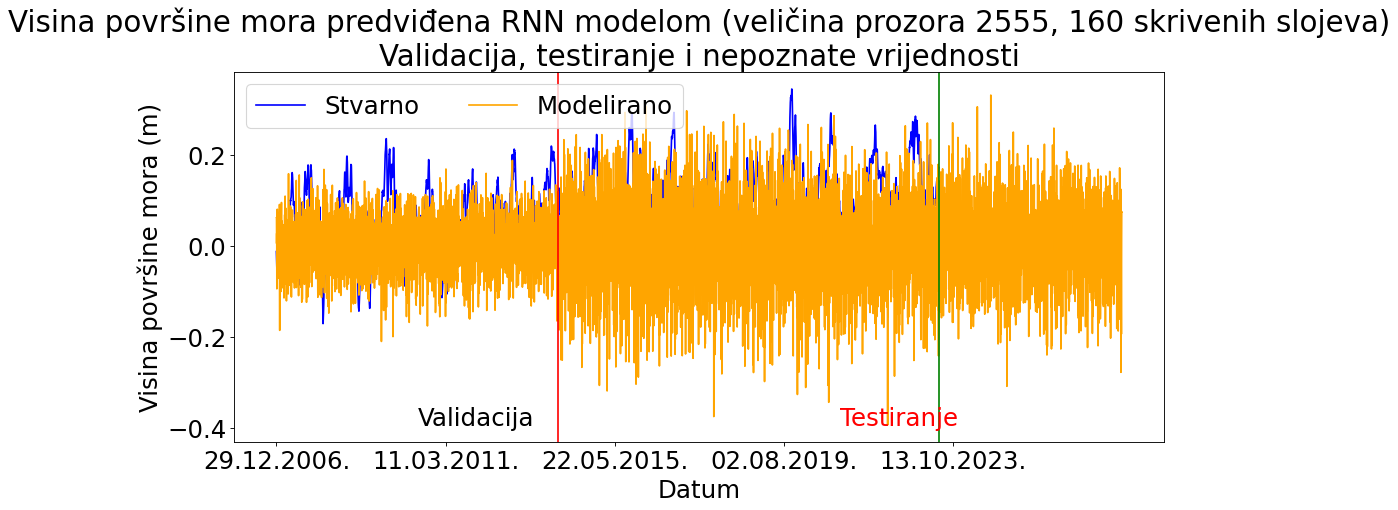 Visina površine mora predviđena RNN modelom (veličina prozora 2555, 160 skrivenih slojeva)
Validacija, testiranje i nepoznate vrijednosti
Stvarno Modelirano
Visina površine mora (m)
0.2
0.0
−0.2
−0.4
Validacija Testiranje
29.12.2006. 11.03.2011. 22.05.2015. 02.08.2019. 13.10.2023.
Datum